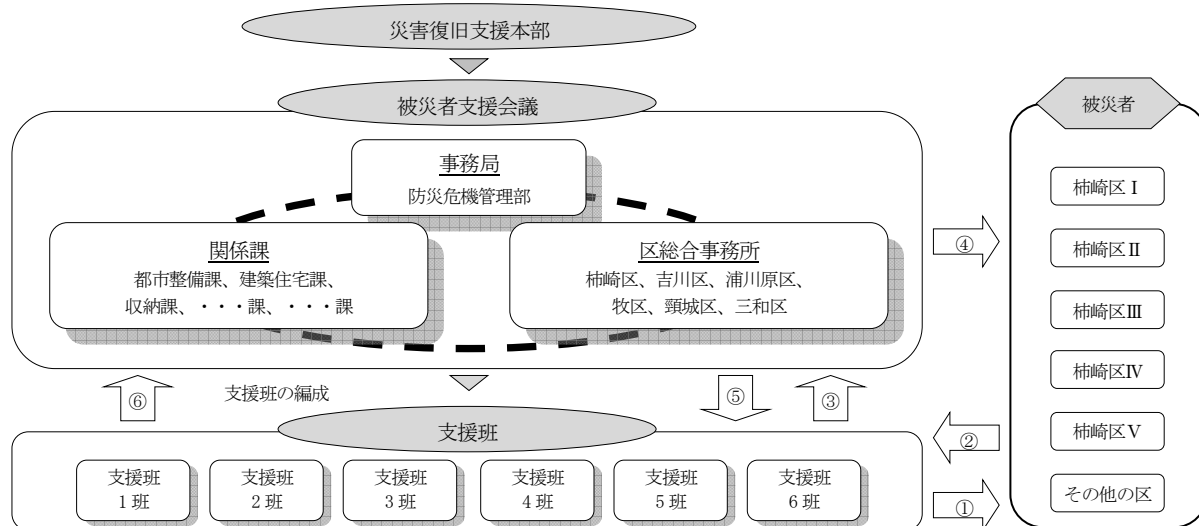 災害復旧支援本部
被災者支援会議
事務局
防災危機管理部
関係課
都市整備課、建築住宅課、
収納課、・・・課、・・・課
区総合事務所
柿崎区、吉川区、浦川原区、
牧区、頸城区、三和区
④
⑥
支援班の編成
⑤
③
支援班
支援班
1班
支援班
2班
支援班
3班
支援班
4班
支援班
5班
支援班
6班
②
①
被災者
柿崎区Ⅰ
柿崎区Ⅱ
柿崎区Ⅲ
柿崎区Ⅳ
柿崎区Ⅴ
その他の区